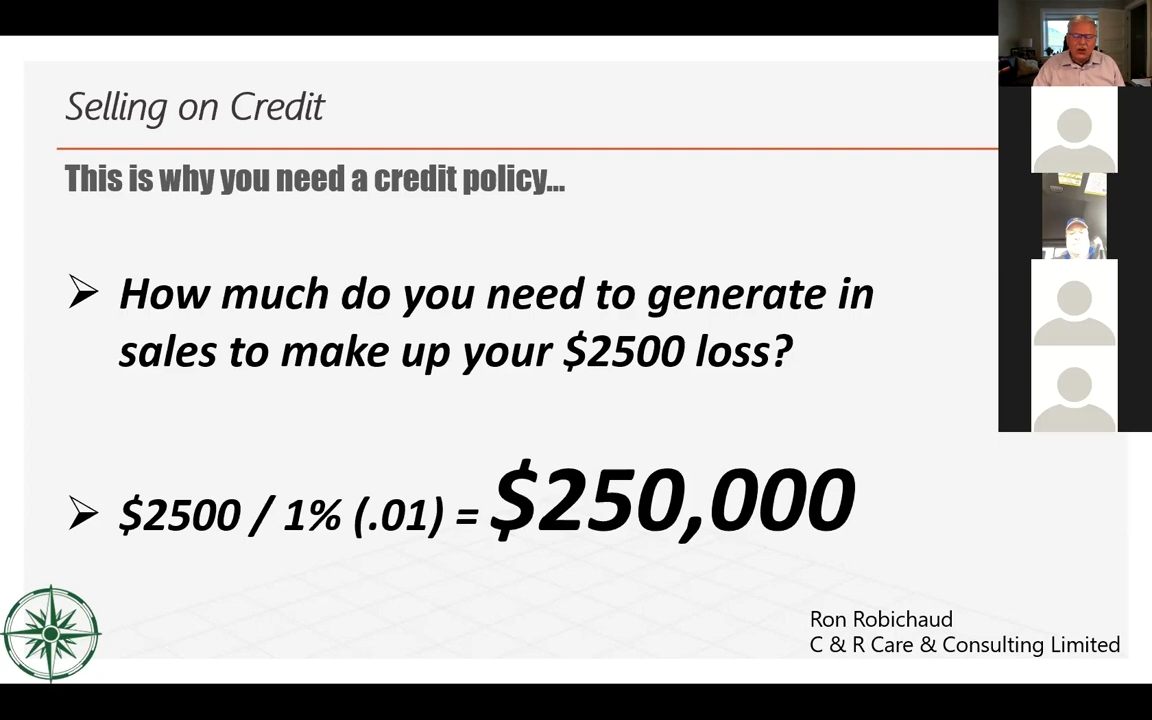 Selling on Credit
This is why you need a credit policy...
How much do you need to generate in
sales to make up your $2500 loss?
$2500 / 1% (.01) = $250,000
Ron Robichaud
C & R Care & Consulting Limited